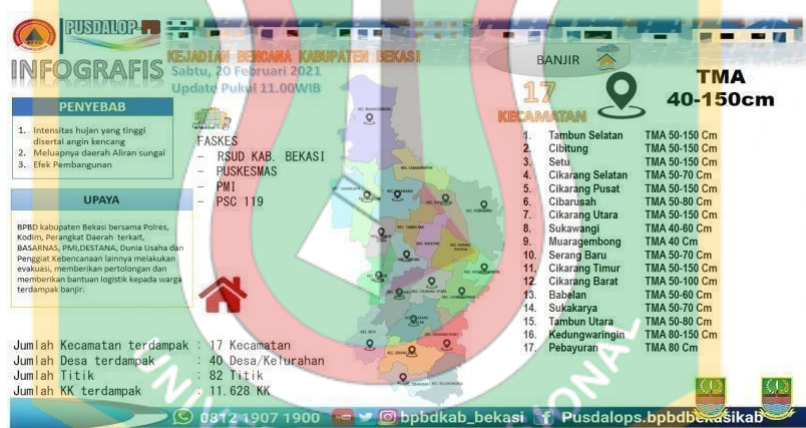 PUSDALOP-PB
INFOGRAFIS
KEJADIAN BENCANA KABUPATEN BEKASI
Sabtu, 20 Februari 2021
Update Pukul 11.00WIB
PENYEBAB
1. Intensitas hujan yang tinggi
disertai angin kencang
2. Meluapnya daerah Aliran sungai
3. Efek Pembangunan
UPAYA
BPBD kabupaten Bekasi bersama Polres,
Kodim, Perangkat Daerah terkait,
BASARNAS, PMI,DESTANA, Dunia Usaha dan
Penggiat Kebencanaan lainnya melakukan
evakuasi, memberikan pertolongan dan
memberikan bantuan logistik kepada warga
terdampak banjir.
FASKES
- RSUD KAB. BEKASI
- PUSKESMAS
- PMI
- PSC 119
Jumlah Kecamatan terdampak : 17 Kecamatan
Jumlah Desa terdampak : 40 Desa/Kelurahan
Jumlah Titik : 82 Titik
Jumlah KK terdampak : 11.628 KK
BANJIR
17
KECAMATAN
TMA
40-150cm
1. Tambun Selatan TMA 50-150 Cm
2. Cibitung TMA 50-150 Cm
3. Setu TMA 50-150 Cm
4. Cikarang Selatan TMA 50-70 Cm
5. Cikarang Pusat TMA 50-150 Cm
6. Cibarusah TMA 50-80 Cm
7. Cikarang Utara TMA 50-150 Cm
8. Sukawangi TMA 40-60 Cm
9. Muaragembong TMA 40 Cm
10. Serang Baru TMA 50-70 Cm
11. Cikarang Timur TMA 50-150 Cm
12. Cikarang Barat TMA 50-100 Cm
13. Babelan TMA 50-60 Cm
14. Sukakarya TMA 50-70 Cm
15. Tambun Utara TMA 50-80 Cm
16. Kedungwaringin TMA 80-150 Cm
17. Pebayuran TMA 80 Cm
0812 1907 1900 bpbdkab_bekasi Pusdalops.bpbdbekasikab